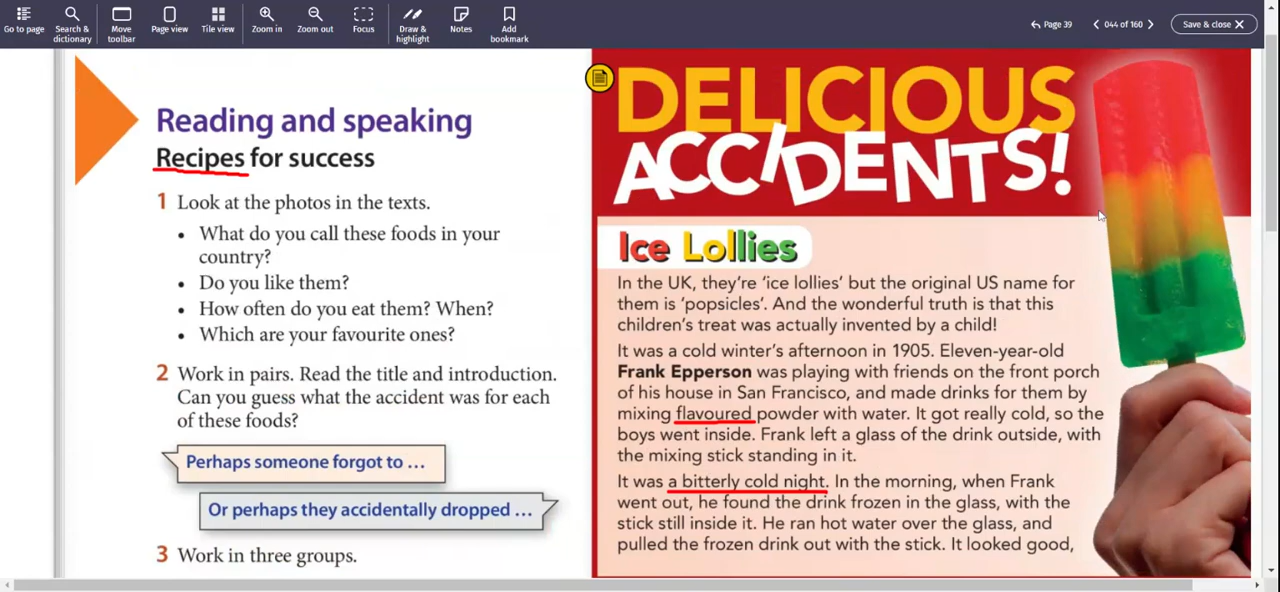 Go to page
Search & dictionary
Move toolbar
Page view
Tile view
Zoom in
Zoom out
Focus
Draw & highlight
Notes
Add bookmark
Page 39
044 of 160
Save & close
Reading and speaking
Recipes for success
1 Look at the photos in the texts.
• What do you call these foods in your
country?
• Do you like them?
• How often do you eat them? When?
• Which are your favourite ones?
2 Work in pairs. Read the title and introduction.
Can you guess what the accident was for each
of these foods?
Perhaps someone forgot to …
Or perhaps they accidentally dropped …
3 Work in three groups.
DELICIOUS
ACCIDENTS!
Ice Lollies
In the UK, they're 'ice lollies' but the original US name for
them is 'popsicles'. And the wonderful truth is that this
children's treat was actually invented by a child!
It was a cold winter's afternoon in 1905. Eleven-year-old
Frank Epperson was playing with friends on the front porch
of his house in San Francisco, and made drinks for them by
mixing flavoured powder with water. It got really cold, so the
boys went inside. Frank left a glass of the drink outside, with
the mixing stick standing in it.
It was a bitterly cold night. In the morning, when Frank
went out, he found the drink frozen in the glass, with the
stick still inside it. He ran hot water over the glass, and
pulled the frozen drink out with the stick. It looked good,